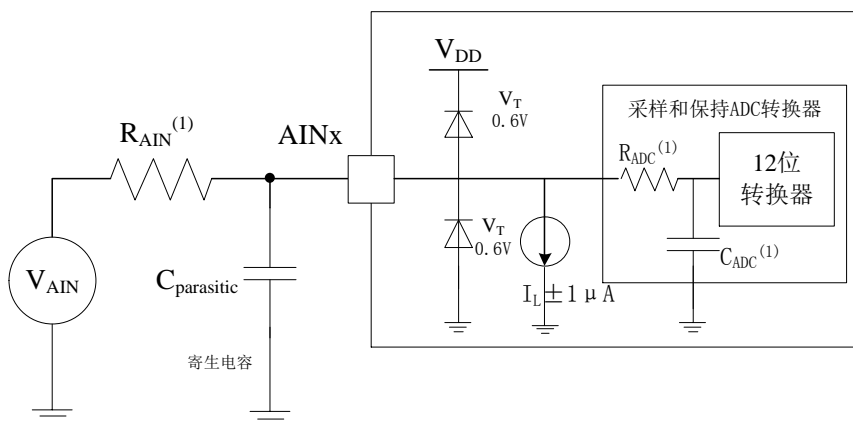 V_DD
V_T
0.6V
R_AIN^(1)
AINx
采样和保持ADC转换器
R_ADC^(1)
12位
转换器
V_T
0.6V
V_AIN
C_parasitic
C_ADC^(1)
I_L±1μA
寄生电容